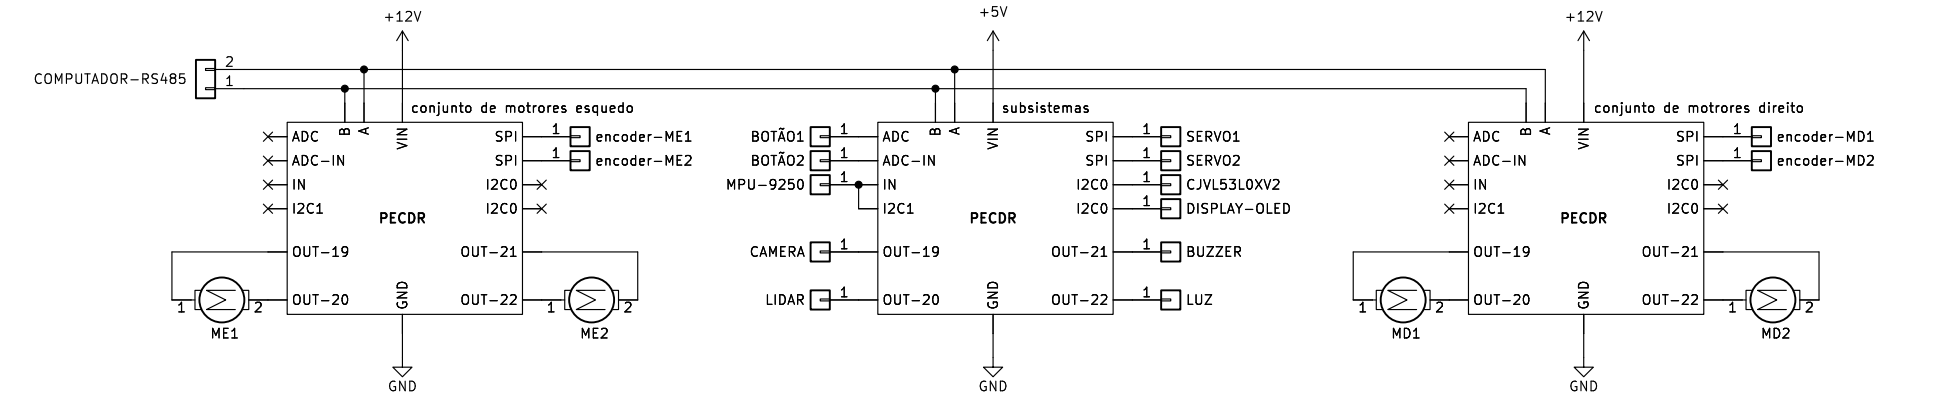 +12V
+5V
+12V
COMPUTADOR-RS485
2
1
conjunto de motrores esquedo
B
A
VIN
ADC
ADC-IN
IN
I2C1
OUT-19
OUT-20
PECDR
GND
SPI
SPI
I2C0
I2C0
OUT-21
OUT-22
1
encoder-ME1
1
encoder-ME2
1
2
ME1
1
2
ME2
GND
subsistemas
B
A
VIN
BOTÃO1
1
ADC
BOTÃO2
1
ADC-IN
MPU-9250
1
IN
I2C1
CAMERA
1
OUT-19
LIDAR
1
OUT-20
PECDR
GND
SPI
1
SERVO1
SPI
1
SERVO2
I2C0
1
CJVL53L0XV2
I2C0
1
DISPLAY-OLED
OUT-21
1
BUZZER
OUT-22
1
LUZ
GND
conjunto de motrores direito
B
A
VIN
ADC
ADC-IN
IN
I2C1
OUT-19
OUT-20
PECDR
GND
SPI
SPI
I2C0
I2C0
OUT-21
OUT-22
1
encoder-MD1
1
encoder-MD2
1
2
MD1
1
2
MD2
GND